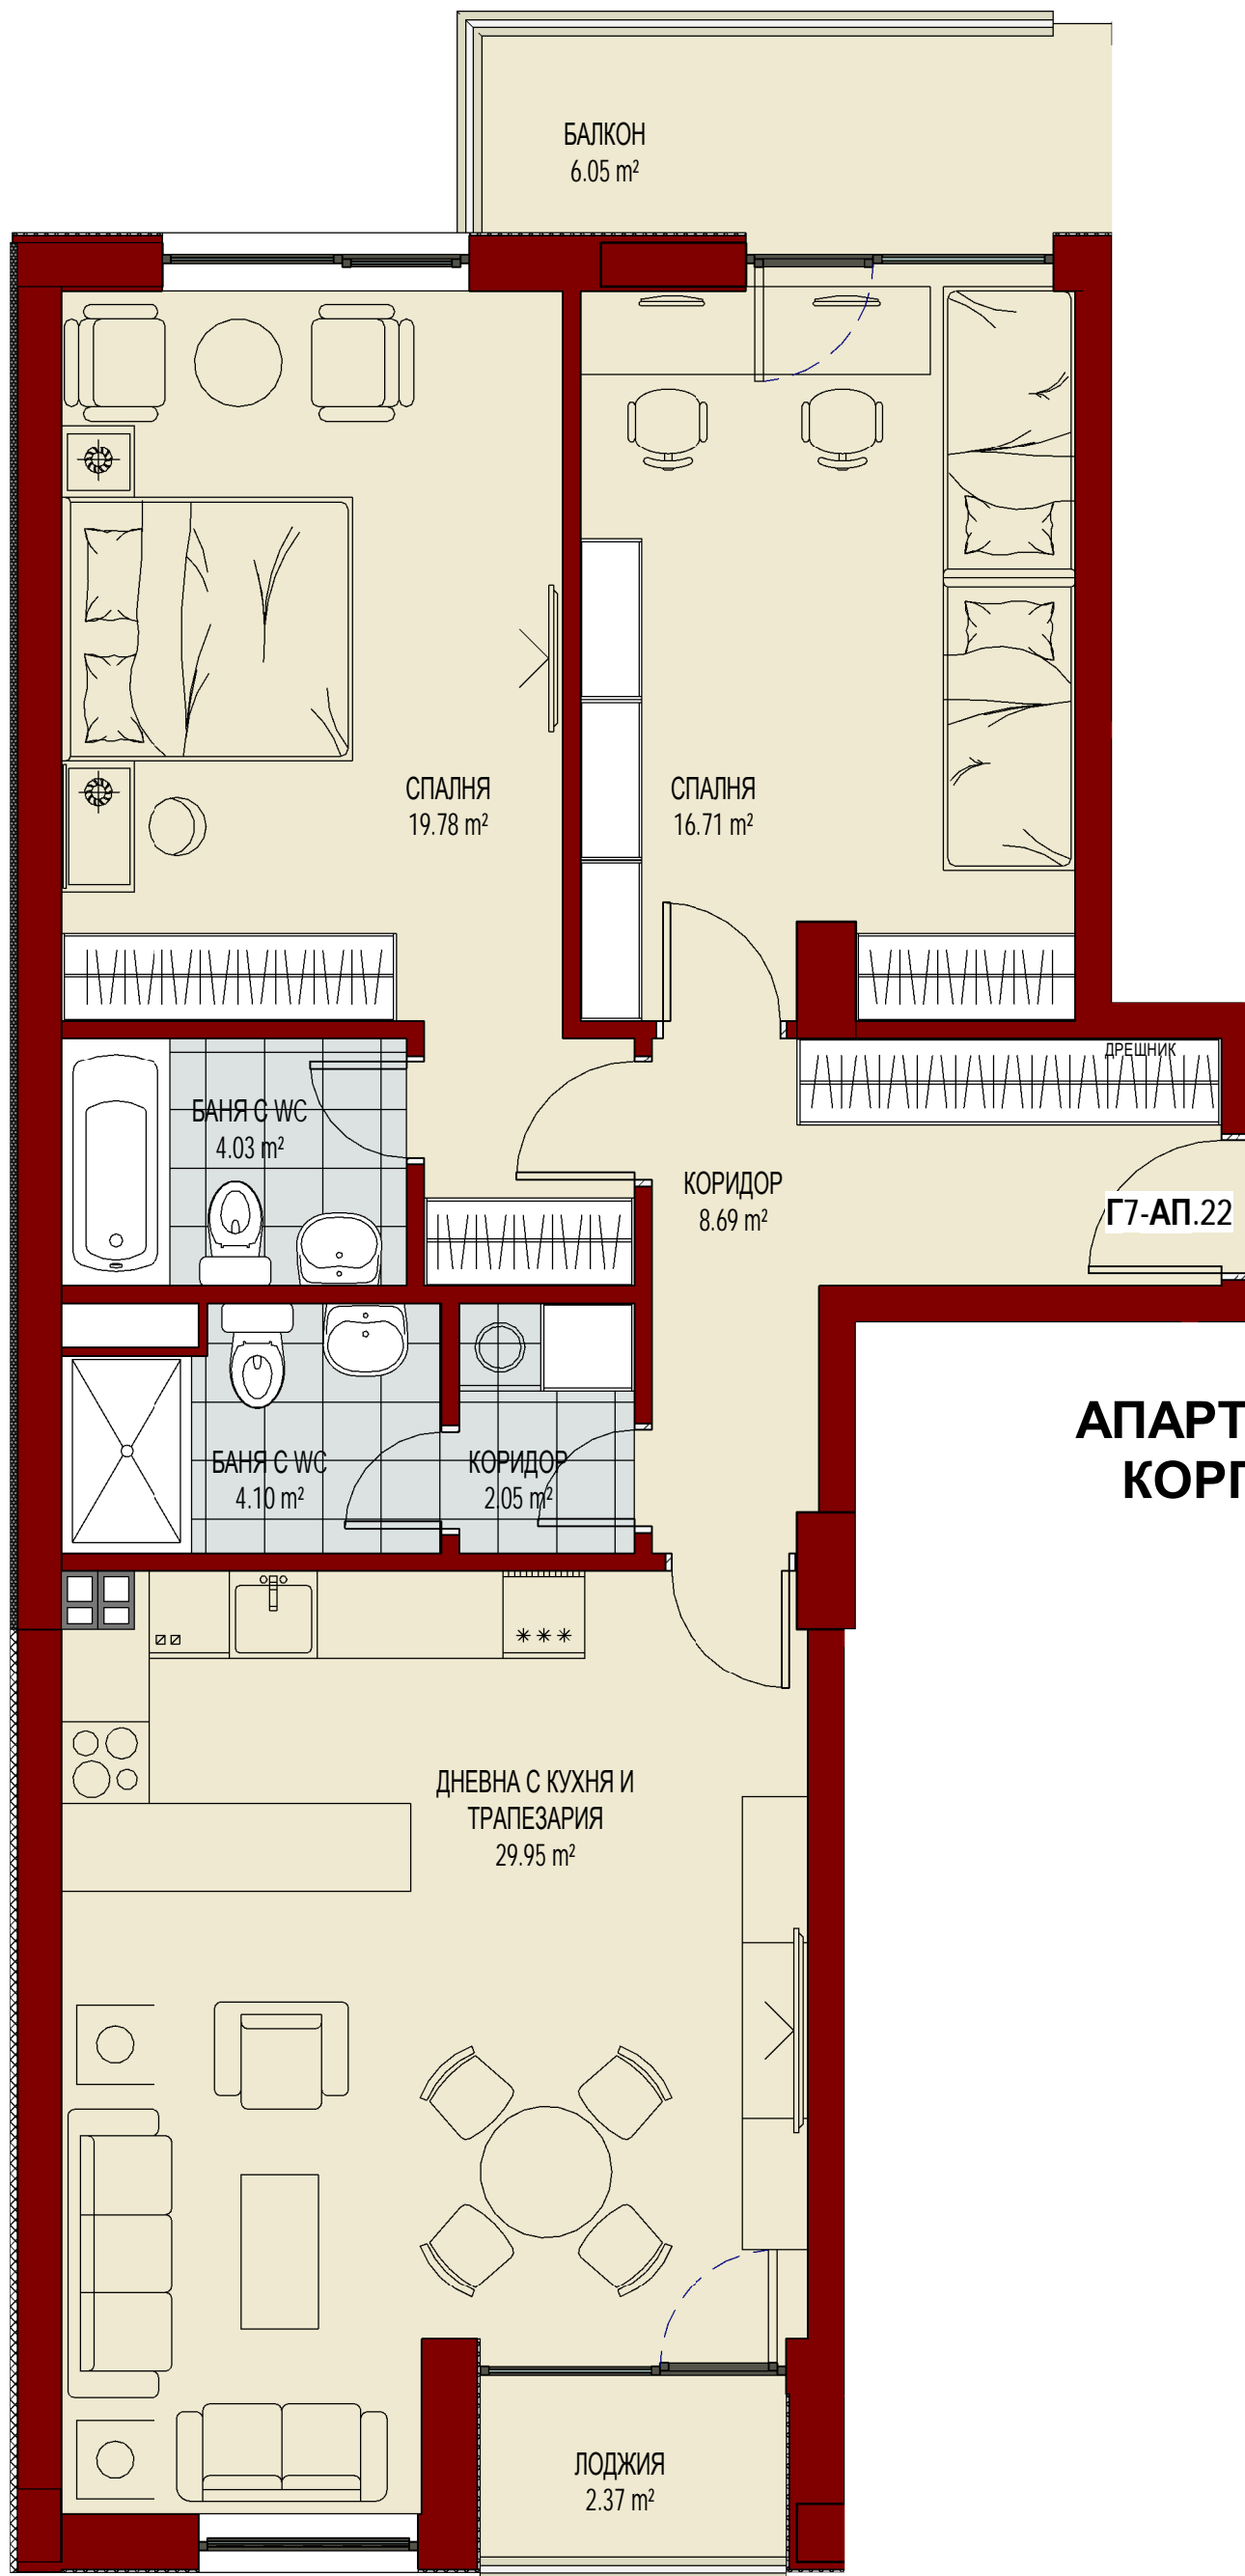 БАЛКОН
6.05 m²
СПАЛНЯ
19.78 m²
СПАЛНЯ
16.71 m²
ДРЕШНИК
БАНЯ С WC
4.03 m²
КОРИДОР
8.69 m²
Г7-АП.22
АПАРТ
КОРП
БАНЯ С WC
4.10 m²
КОРИДОР
2.05 m²
ДНЕВНА С КУХНЯ И
ТРАПЕЗАРИЯ
29.95 m²
ЛОДЖИЯ
2.37 m²